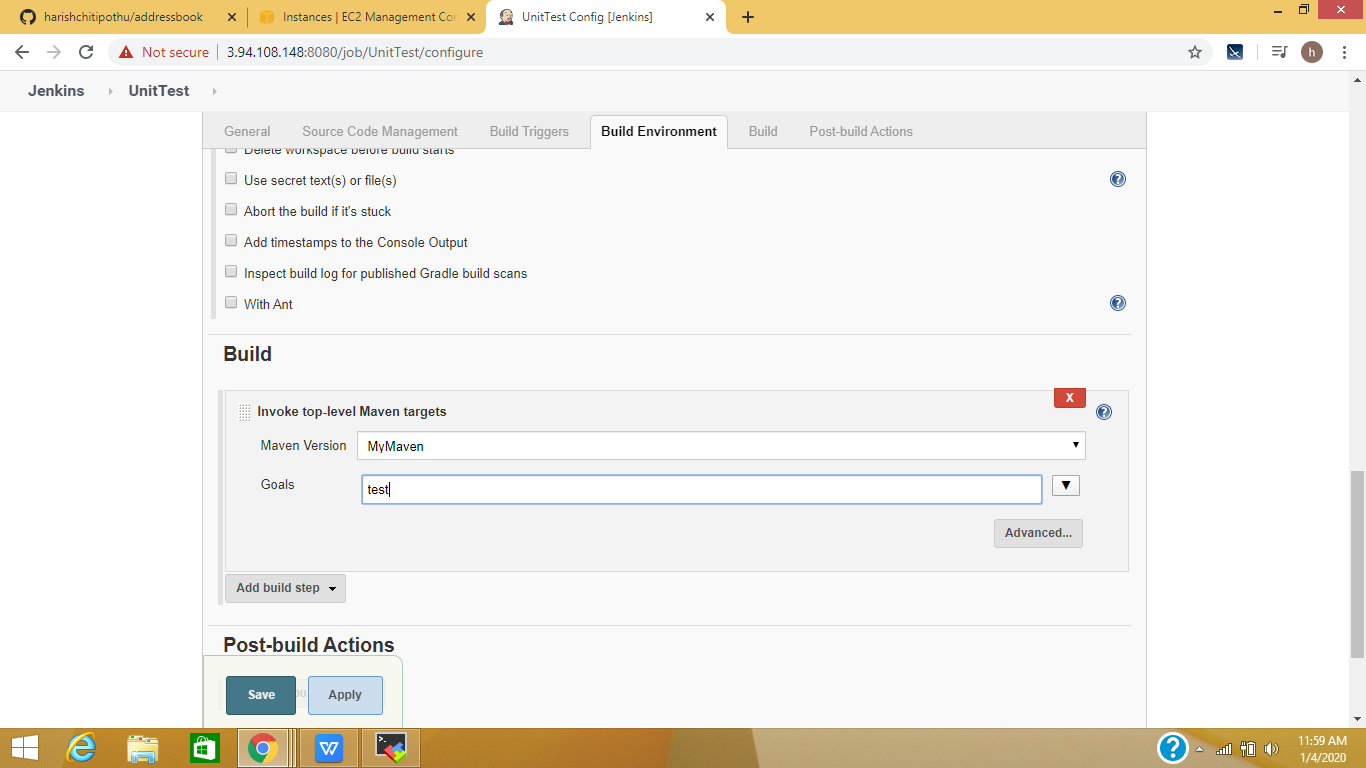 harishchitipothu/addressbook
Instances | EC2 Management Cor
UnitTest Config [Jenkins]
Not secure
3.94.108.148:8080/job/UnitTest/configure
h
Jenkins
UnitTest
General
Source Code Management
Build Triggers
Build Environment
Build
Post-build Actions
Delete workspace before build starts
Use secret text(s) or file(s)
Abort the build if it's stuck
Add timestamps to the Console Output
Inspect build log for published Gradle build scans
With Ant
Build
Invoke top-level Maven targets
X
Maven Version
MyMaven
Goals
test
Advanced...
Add build step
Post-build Actions
Save
Apply
11:59 AM
1/4/2020